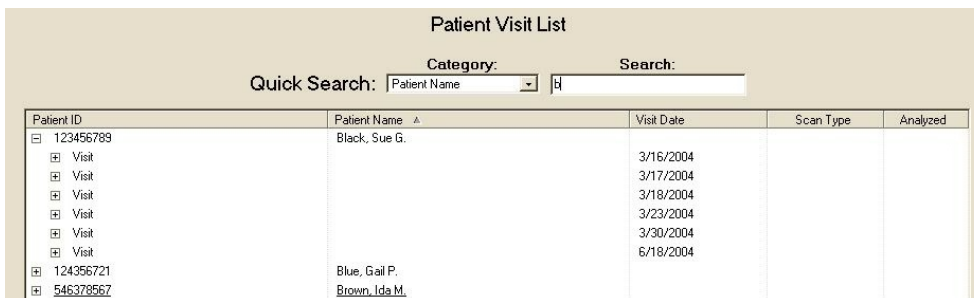 Patient Visit List
Category: Search:
Quick Search: Patient Name b
Patient ID Patient Name Visit Date Scan Type Analyzed
123456789 Black, Sue G.
Visit 3/16/2004
Visit 3/17/2004
Visit 3/18/2004
Visit 3/23/2004
Visit 3/30/2004
Visit 6/18/2004
124356721 Blue, Gail P.
546378567 Brown, Ida M.